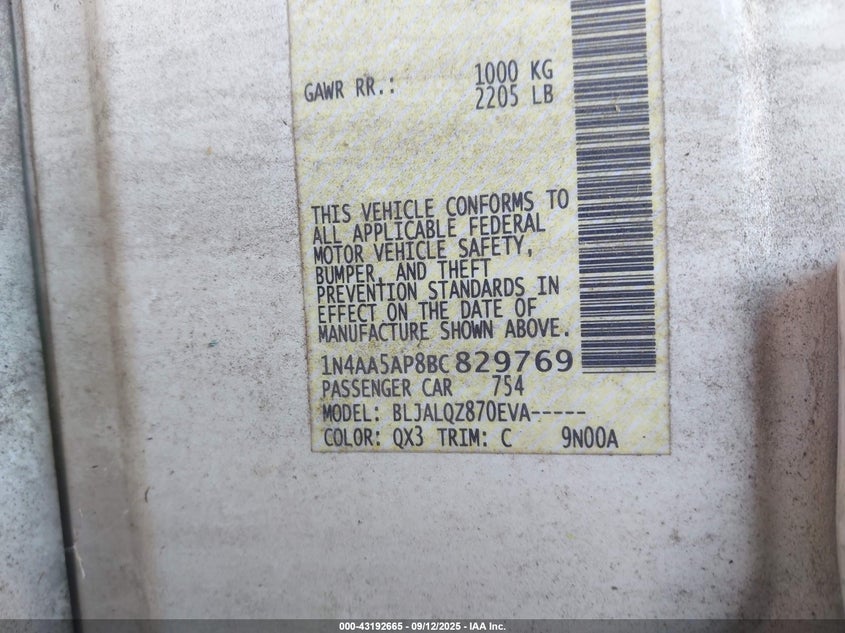 GAWR RR.: 1000 KG
2205 LB
THIS VEHICLE CONFORMS TO
ALL APPLICABLE FEDERAL
MOTOR VEHICLE SAFETY,
BUMPER, AND THEFT
PREVENTION STANDARDS IN
EFFECT ON THE DATE OF
MANUFACTURE SHOWN ABOVE.
1N4AA5AP8BC829769
PASSENGER CAR 754
MODEL: BLJALQZ870EVA-----
COLOR: QX3 TRIM: C 9N00A
000-43192665 - 09/12/2025 - IAA Inc.